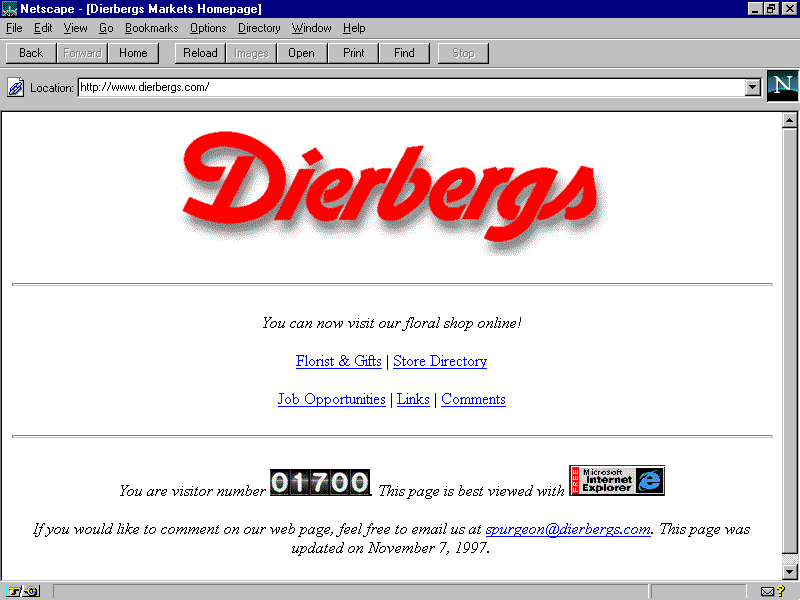 Netscape - [Dierbergs Markets Homepage]
File Edit View Go Bookmarks Options Directory Window Help
Back Forward Home Reload Images Open Print Find Stop
Location: http://www.dierbergs.com/
N
Dierbergs
You can now visit our floral shop online!
Florist & Gifts | Store Directory
Job Opportunities | Links | Comments
You are visitor number 01700. This page is best viewed with FREE Microsoft Internet Explorer
If you would like to comment on our web page, feel free to email us at spurgeon@dierbergs.com. This page was
updated on November 7, 1997.